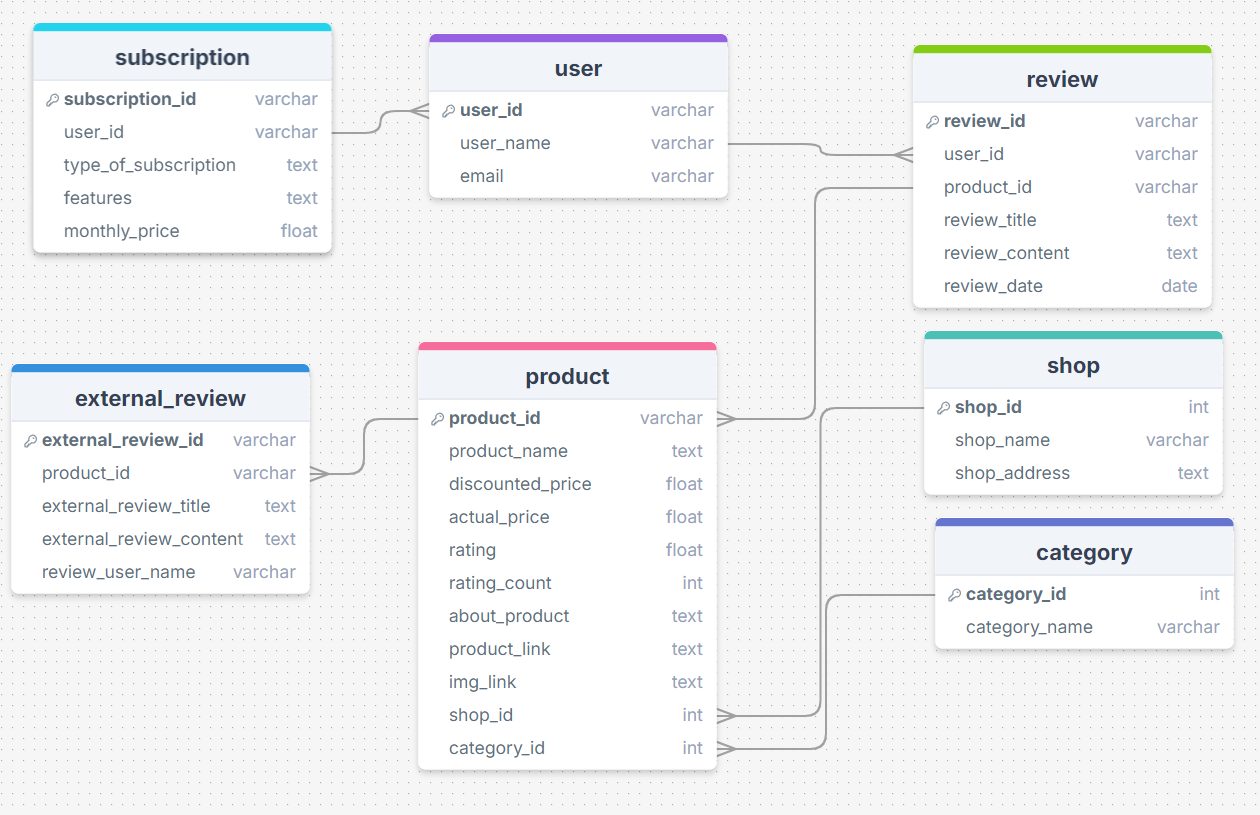 subscription
subscription_id varchar
user_id varchar
type_of_subscription text
features text
monthly_price float
user
user_id varchar
user_name varchar
email varchar
review
review_id varchar
user_id varchar
product_id varchar
review_title text
review_content text
review_date date
external_review
external_review_id varchar
product_id varchar
external_review_title text
external_review_content text
review_user_name varchar
product
product_id varchar
product_name text
discounted_price float
actual_price float
rating float
rating_count int
about_product text
product_link text
img_link text
shop_id int
category_id int
shop
shop_id int
shop_name varchar
shop_address text
category
category_id int
category_name varchar